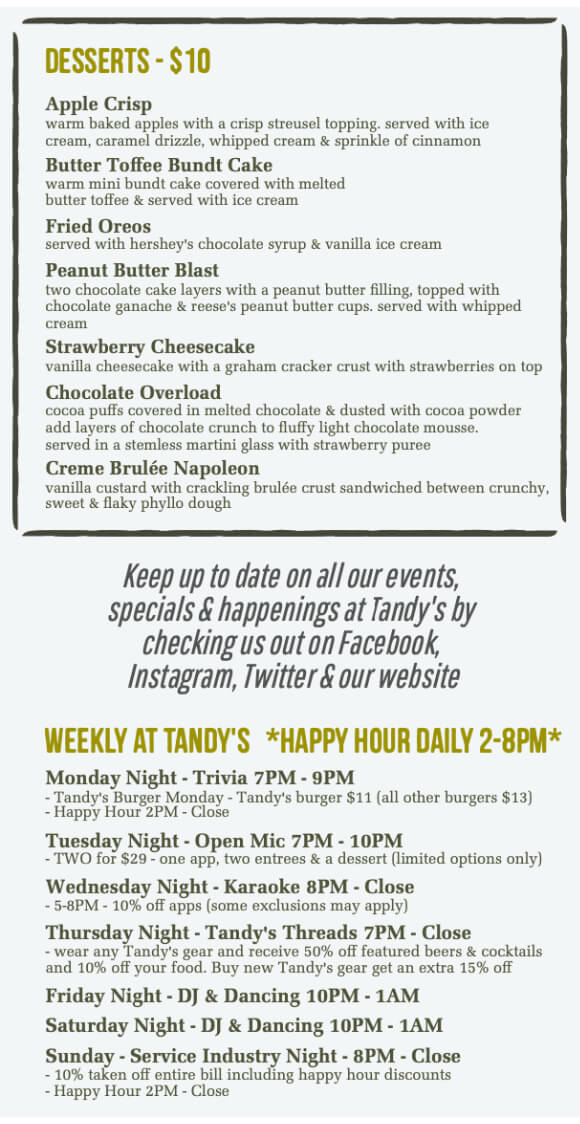 DESSERTS - $10
Apple Crisp
warm baked apples with a crisp streusel topping. served with ice
cream, caramel drizzle, whipped cream & sprinkle of cinnamon
Butter Toffee Bundt Cake
warm mini bundt cake covered with melted
butter toffee & served with ice cream
Fried Oreos
served with hershey's chocolate syrup & vanilla ice cream
Peanut Butter Blast
two chocolate cake layers with a peanut butter filling, topped with
chocolate ganache & reese's peanut butter cups. served with whipped
cream
Strawberry Cheesecake
vanilla cheesecake with a graham cracker crust with strawberries on top
Chocolate Overload
cocoa puffs covered in melted chocolate & dusted with cocoa powder
add layers of chocolate crunch to fluffy light chocolate mousse.
served in a stemless martini glass with strawberry puree
Creme Brulée Napoleon
vanilla custard with crackling brulée crust sandwiched between crunchy,
sweet & flaky phyllo dough
Keep up to date on all our events,
specials & happenings at Tandy's by
checking us out on Facebook,
Instagram, Twitter & our website
WEEKLY AT TANDY'S *HAPPY HOUR DAILY 2-8PM*
Monday Night - Trivia 7PM - 9PM
- Tandy's Burger Monday - Tandy's burger $11 (all other burgers $13)
- Happy Hour 2PM - Close
Tuesday Night - Open Mic 7PM - 10PM
- TWO for $29 - one app, two entrees & a dessert (limited options only)
Wednesday Night - Karaoke 8PM - Close
- 5-8PM - 10% off apps (some exclusions may apply)
Thursday Night - Tandy's Threads 7PM - Close
- wear any Tandy's gear and receive 50% off featured beers & cocktails
and 10% off your food. Buy new Tandy's gear get an extra 15% off
Friday Night - DJ & Dancing 10PM - 1AM
Saturday Night - DJ & Dancing 10PM - 1AM
Sunday - Service Industry Night - 8PM - Close
- 10% taken off entire bill including happy hour discounts
- Happy Hour 2PM - Close